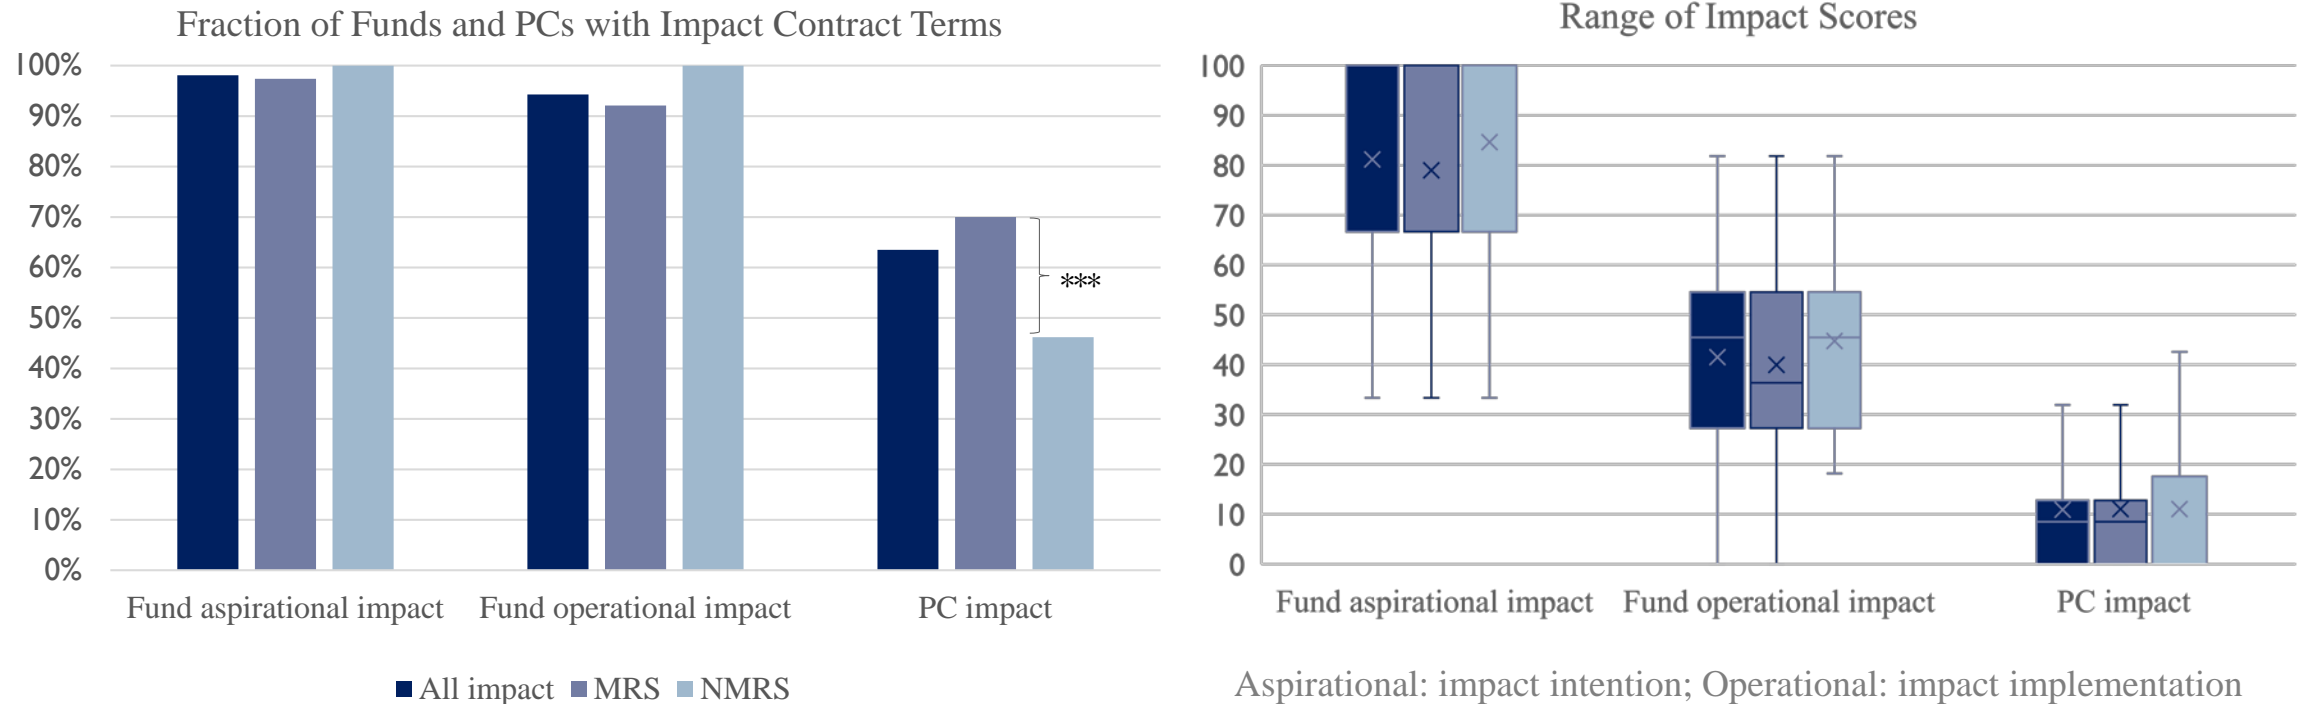 Fraction of Funds and PCs with Impact Contract Terms
100%
90%
80%
70%
60%
50%
40%
30%
20%
10%
0%
***
Fund aspirational impact
Fund operational impact
PC impact
All impact MRS NMRS
Range of Impact Scores
100
90
80
70
60
50
40
30
20
10
0
Fund aspirational impact
Fund operational impact
PC impact
Aspirational: impact intention; Operational: impact implementation